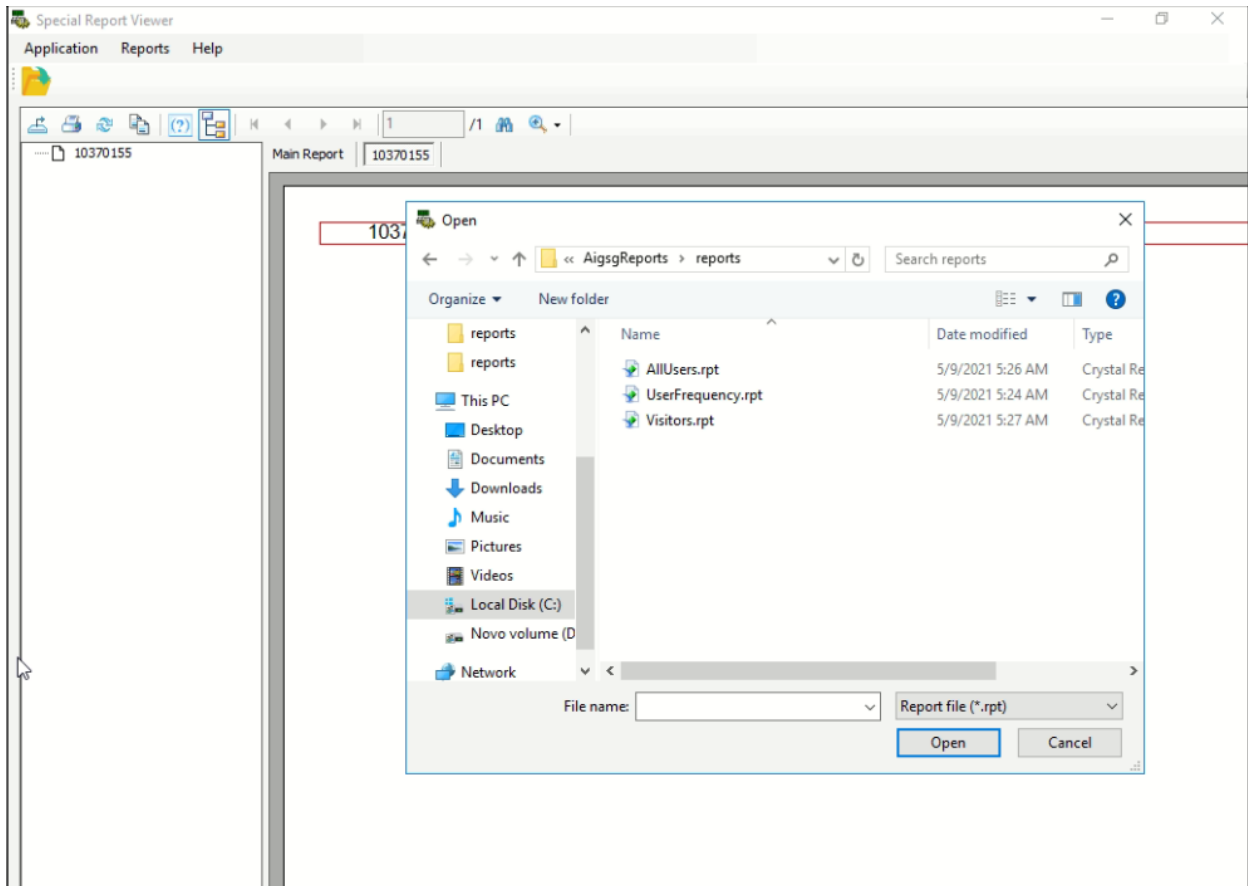 Special Report Viewer
Application Reports Help
1 /1
10370155
Main Report 10370155
1037
Open
« AigsgReports › reports
Search reports
Organize New folder
reports
reports
This PC
Desktop
Documents
Downloads
Music
Pictures
Videos
Local Disk (C:)
Novo volume (D
Network
Name Date modified Type
AllUsers.rpt 5/9/2021 5:26 AM Crystal Re
UserFrequency.rpt 5/9/2021 5:24 AM Crystal Re
Visitors.rpt 5/9/2021 5:27 AM Crystal Re
File name: Report file (*.rpt)
Open Cancel